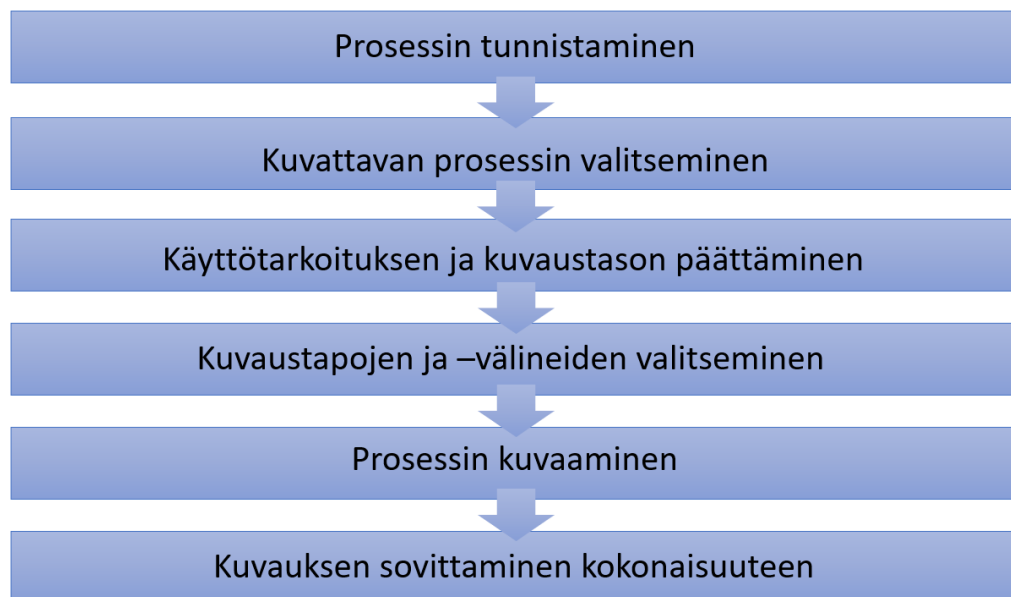 Prosessin tunnistaminen
Kuvattavan prosessin valitseminen
Käyttötarkoituksen ja kuvaustason päättäminen
Kuvaustapojen ja –välineiden valitseminen
Prosessin kuvaaminen
Kuvauksen sovittaminen kokonaisuuteen